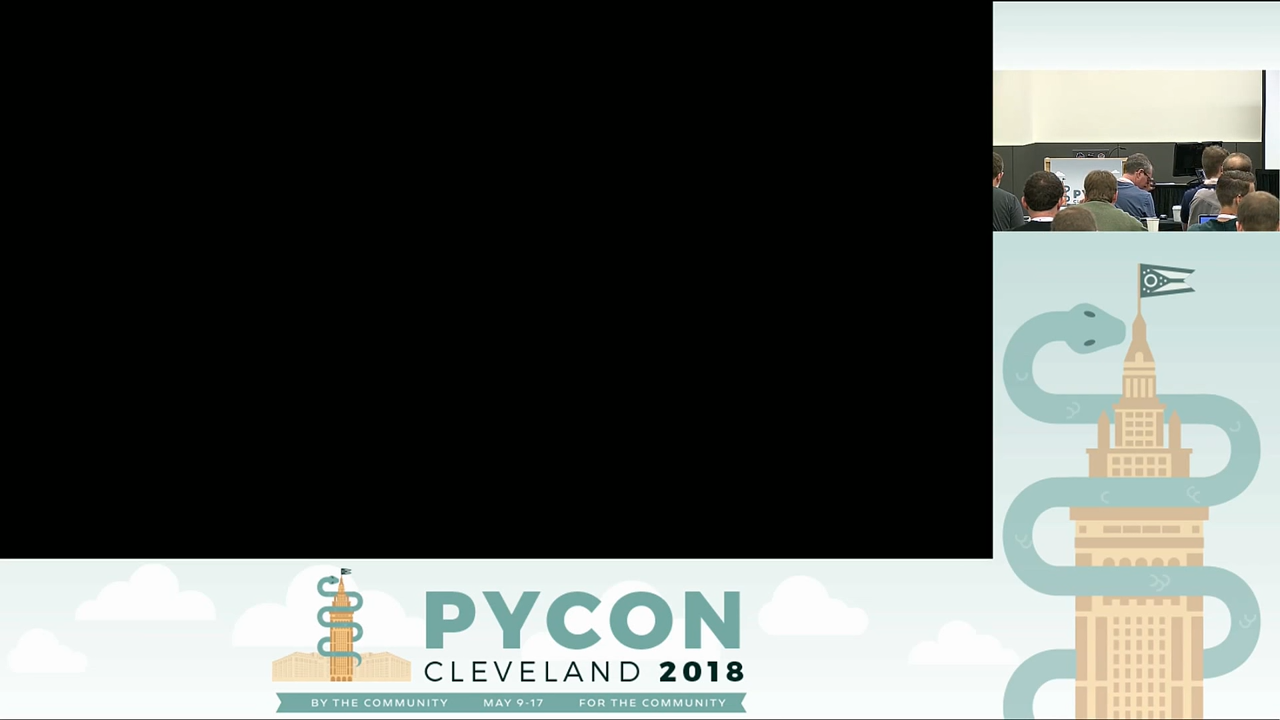 PYCON
CLEVELAND 2018
BY THE COMMUNITY MAY 9-17 FOR THE COMMUNITY